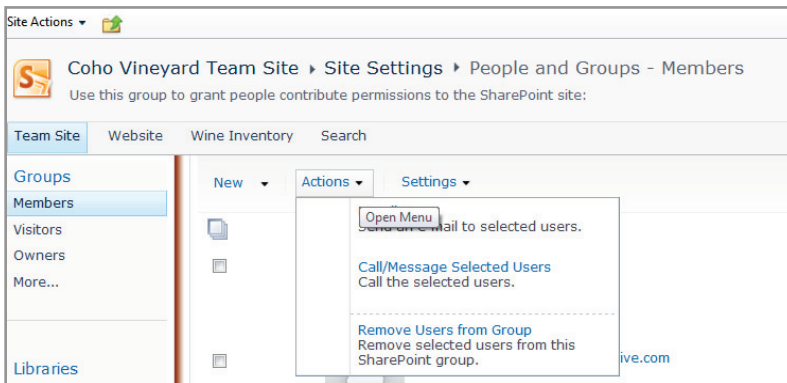 Site Actions
Coho Vineyard Team Site ▸ Site Settings ▸ People and Groups - Members
Use this group to grant people contribute permissions to the SharePoint site:
Team Site Website Wine Inventory Search
Groups
Members
Visitors
Owners
More...
Libraries
New Actions Settings
Open Menu
Send an e-mail to selected users.
Call/Message Selected Users
Call the selected users.
Remove Users from Group
Remove selected users from this
SharePoint group.
ive.com